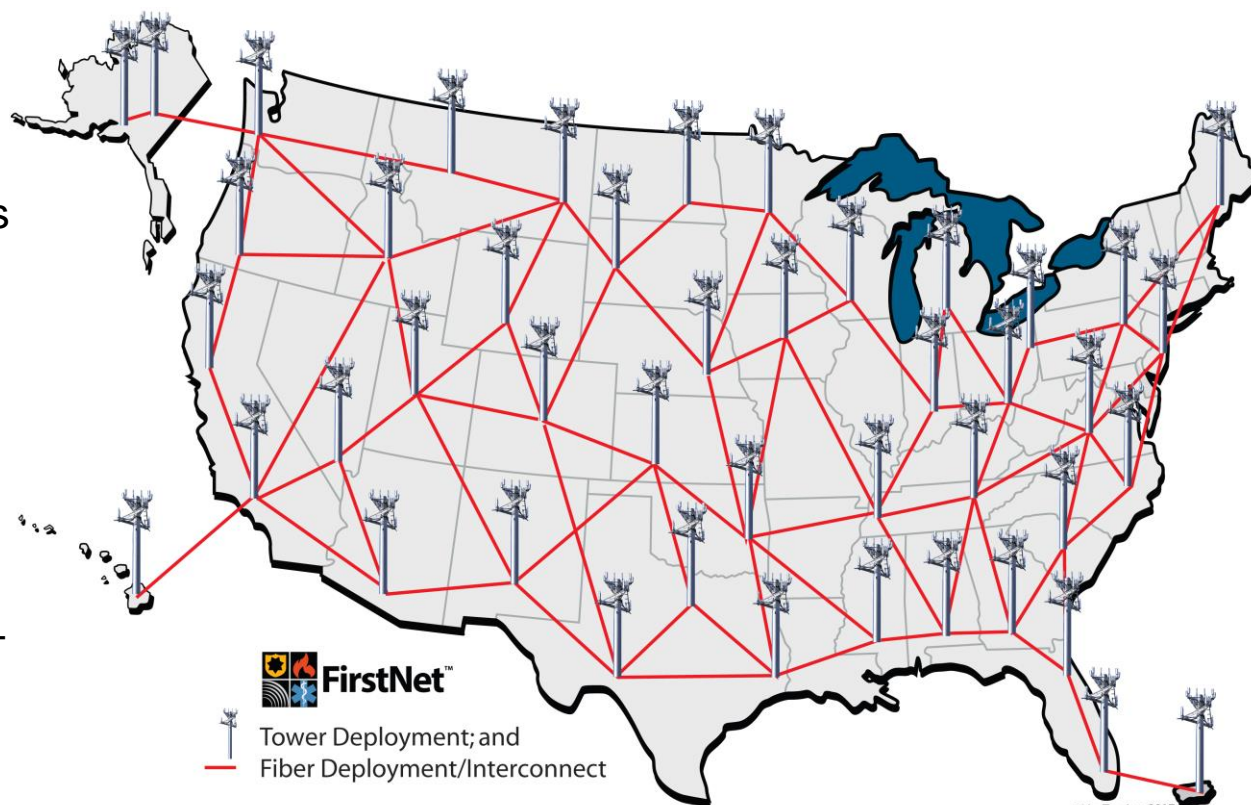 s
FirstNet™
Tower Deployment; and
Fiber Deployment/Interconnect